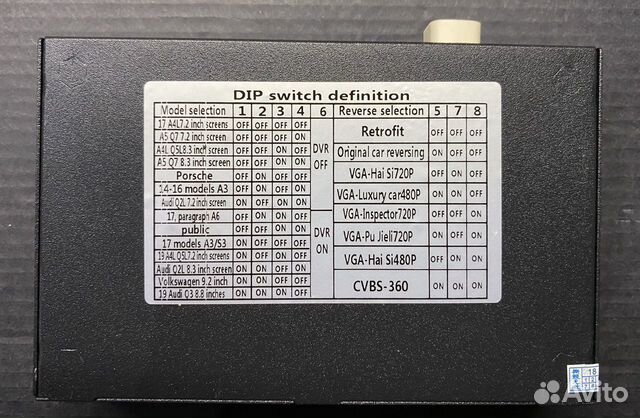 DIP switch definition
Model selection 1 2 3 4 6 Reverse selection 5 7 8
17 A4L7.2 inch screens OFF OFF OFF OFF
A5 Q7 7.2 inch screen OFF OFF OFF ON
A4L Q5L8.3 inch screen OFF OFF ON OFF
A5 Q7 8.3 inch screen OFF OFF ON ON
Porsche OFF ON OFF OFF
14-16 models A3 OFF ON OFF ON
Audi Q2L 7.2 inch screen OFF ON ON OFF
17, paragraph A6 OFF ON ON ON
public ON OFF OFF OFF
17 models A3/S3 ON OFF OFF ON
19 A4L Q5L7.2 inch screens ON OFF ON OFF
Audi Q2L 8.3 inch screen ON OFF ON ON
Volkswagen 9.2 inch ON ON OFF OFF
19 Audi Q3 8.8 inches ON ON OFF ON
DVR
OFF
DVR
ON
Retrofit OFF OFF OFF
Original car reversing OFF OFF ON
VGA-Hai Si720P OFF ON OFF
VGA-Luxury car480P OFF ON ON
VGA-Inspector720P ON OFF OFF
VGA-Pu Jieli720P ON OFF ON
VGA-Hai Si480P ON ON OFF
CVBS-360 ON ON ON
18
Avito